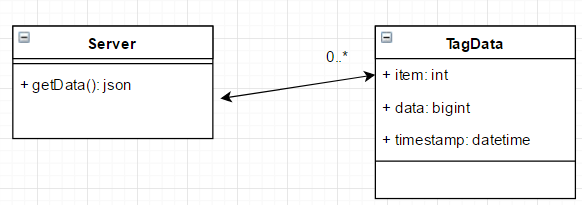 Server
+ getData(): json
0..*
TagData
+ item: int
+ data: bigint
+ timestamp: datetime